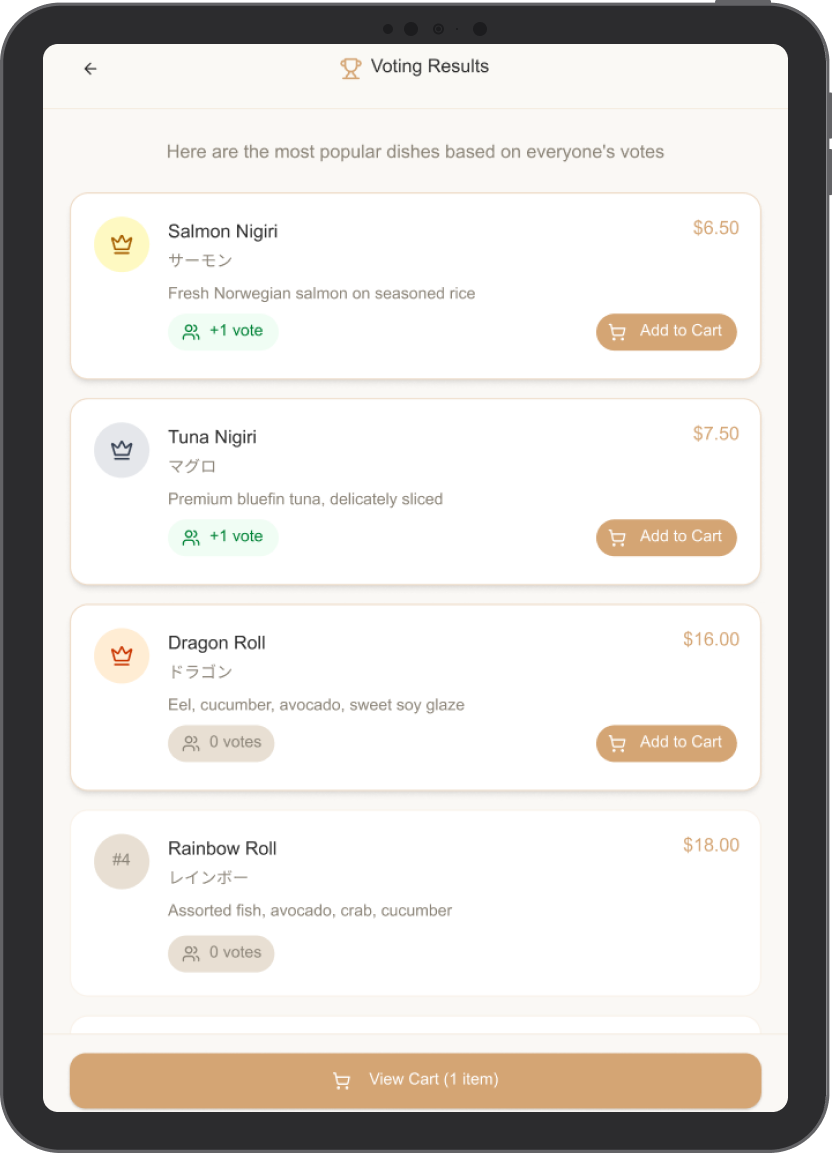 Voting Results
Here are the most popular dishes based on everyone's votes
Salmon Nigiri
$6.50
サーモン
Fresh Norwegian salmon on seasoned rice
+1 vote
Add to Cart
Tuna Nigiri
$7.50
マグロ
Premium bluefin tuna, delicately sliced
+1 vote
Add to Cart
Dragon Roll
$16.00
ドラゴン
Eel, cucumber, avocado, sweet soy glaze
0 votes
Add to Cart
#4
Rainbow Roll
$18.00
レインボー
Assorted fish, avocado, crab, cucumber
0 votes
View Cart (1 item)